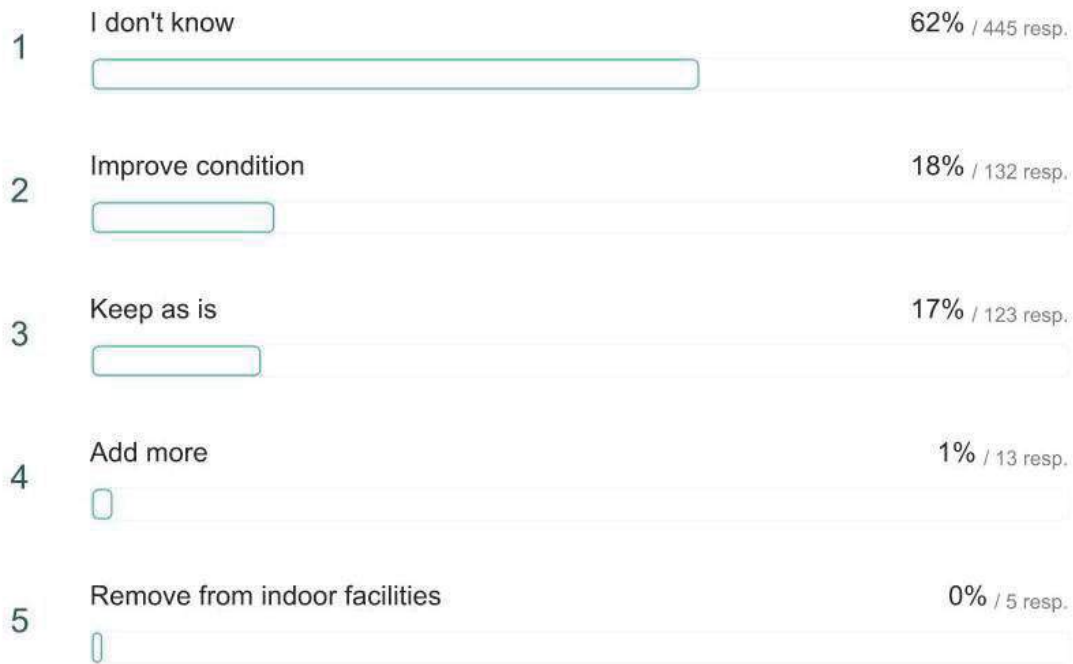 1 I don't know 62% / 445 resp.
2 Improve condition 18% / 132 resp.
3 Keep as is 17% / 123 resp.
4 Add more 1% / 13 resp.
5 Remove from indoor facilities 0% / 5 resp.